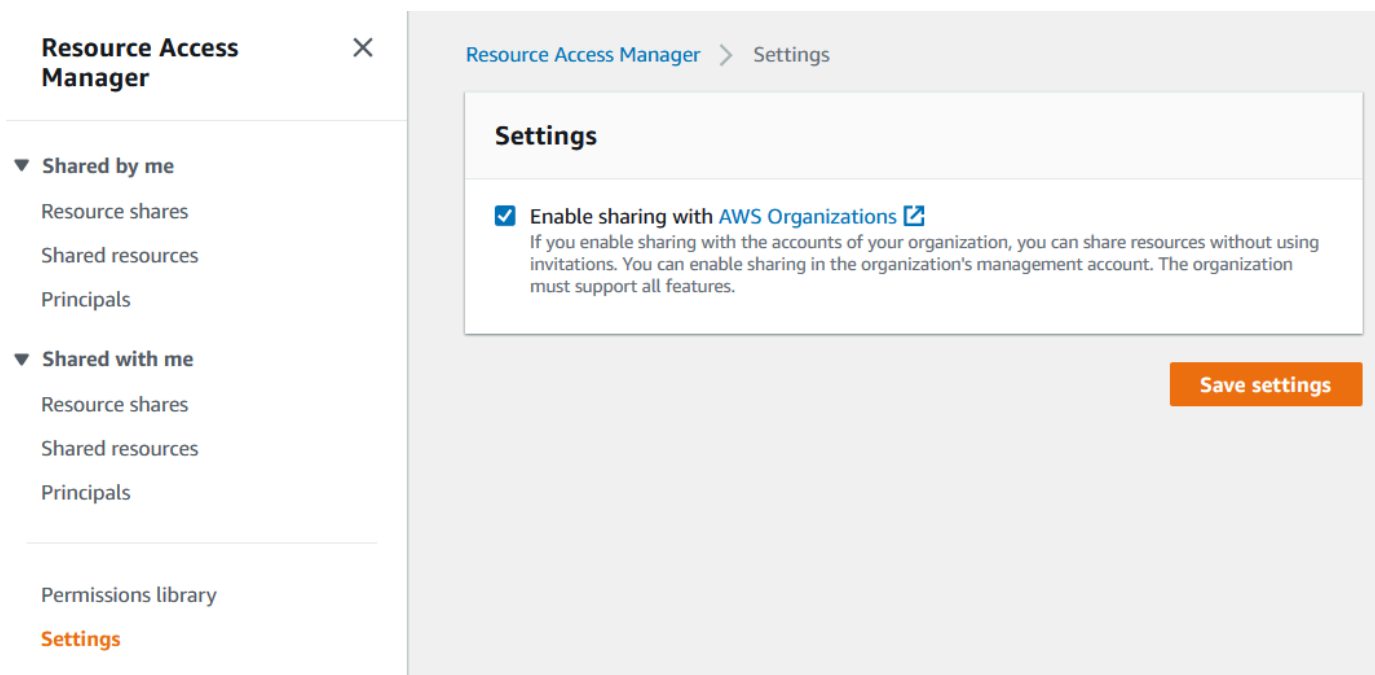 Resource Access
Manager
Shared by me
Resource shares
Shared resources
Principals
Shared with me
Resource shares
Shared resources
Principals
Permissions library
Settings
Resource Access Manager > Settings
Settings
Enable sharing with AWS Organizations
If you enable sharing with the accounts of your organization, you can share resources without using
invitations. You can enable sharing in the organization's management account. The organization
must support all features.
Save settings